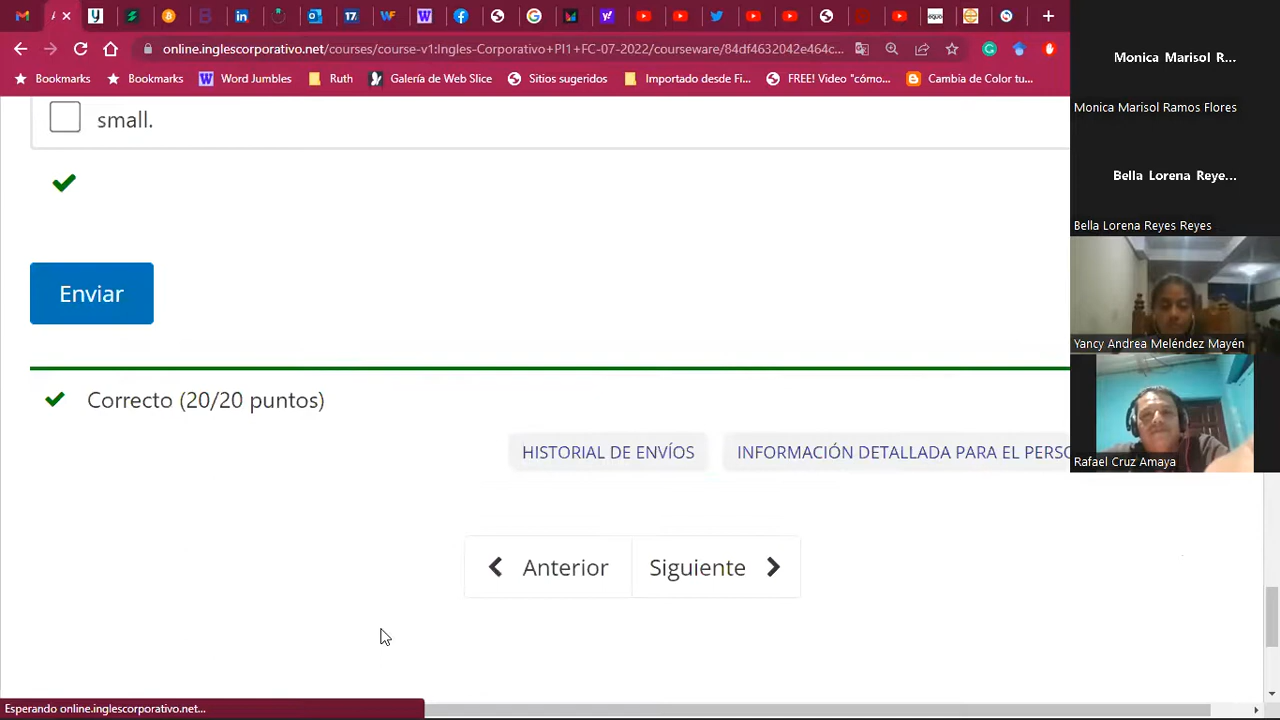 online.inglescorporativo.net/courses/course-v1:Ingles-Corporativo+PI1+FC-07-2022/courseware/84df4632042e464c...
Bookmarks Bookmarks Word Jumbles Ruth Galería de Web Slice Sitios sugeridos Importado desde Fi... FREE! Video "cómo... Cambia de Color tu...
small.
Enviar
Correcto (20/20 puntos)
HISTORIAL DE ENVÍOS INFORMACIÓN DETALLADA PARA EL PERSO
Anterior Siguiente
Esperando online.inglescorporativo.net...
Monica Marisol R...
Monica Marisol Ramos Flores
Bella Lorena Reye...
Bella Lorena Reyes Reyes
Yancy Andrea Meléndez Mayén
Rafael Cruz Amaya